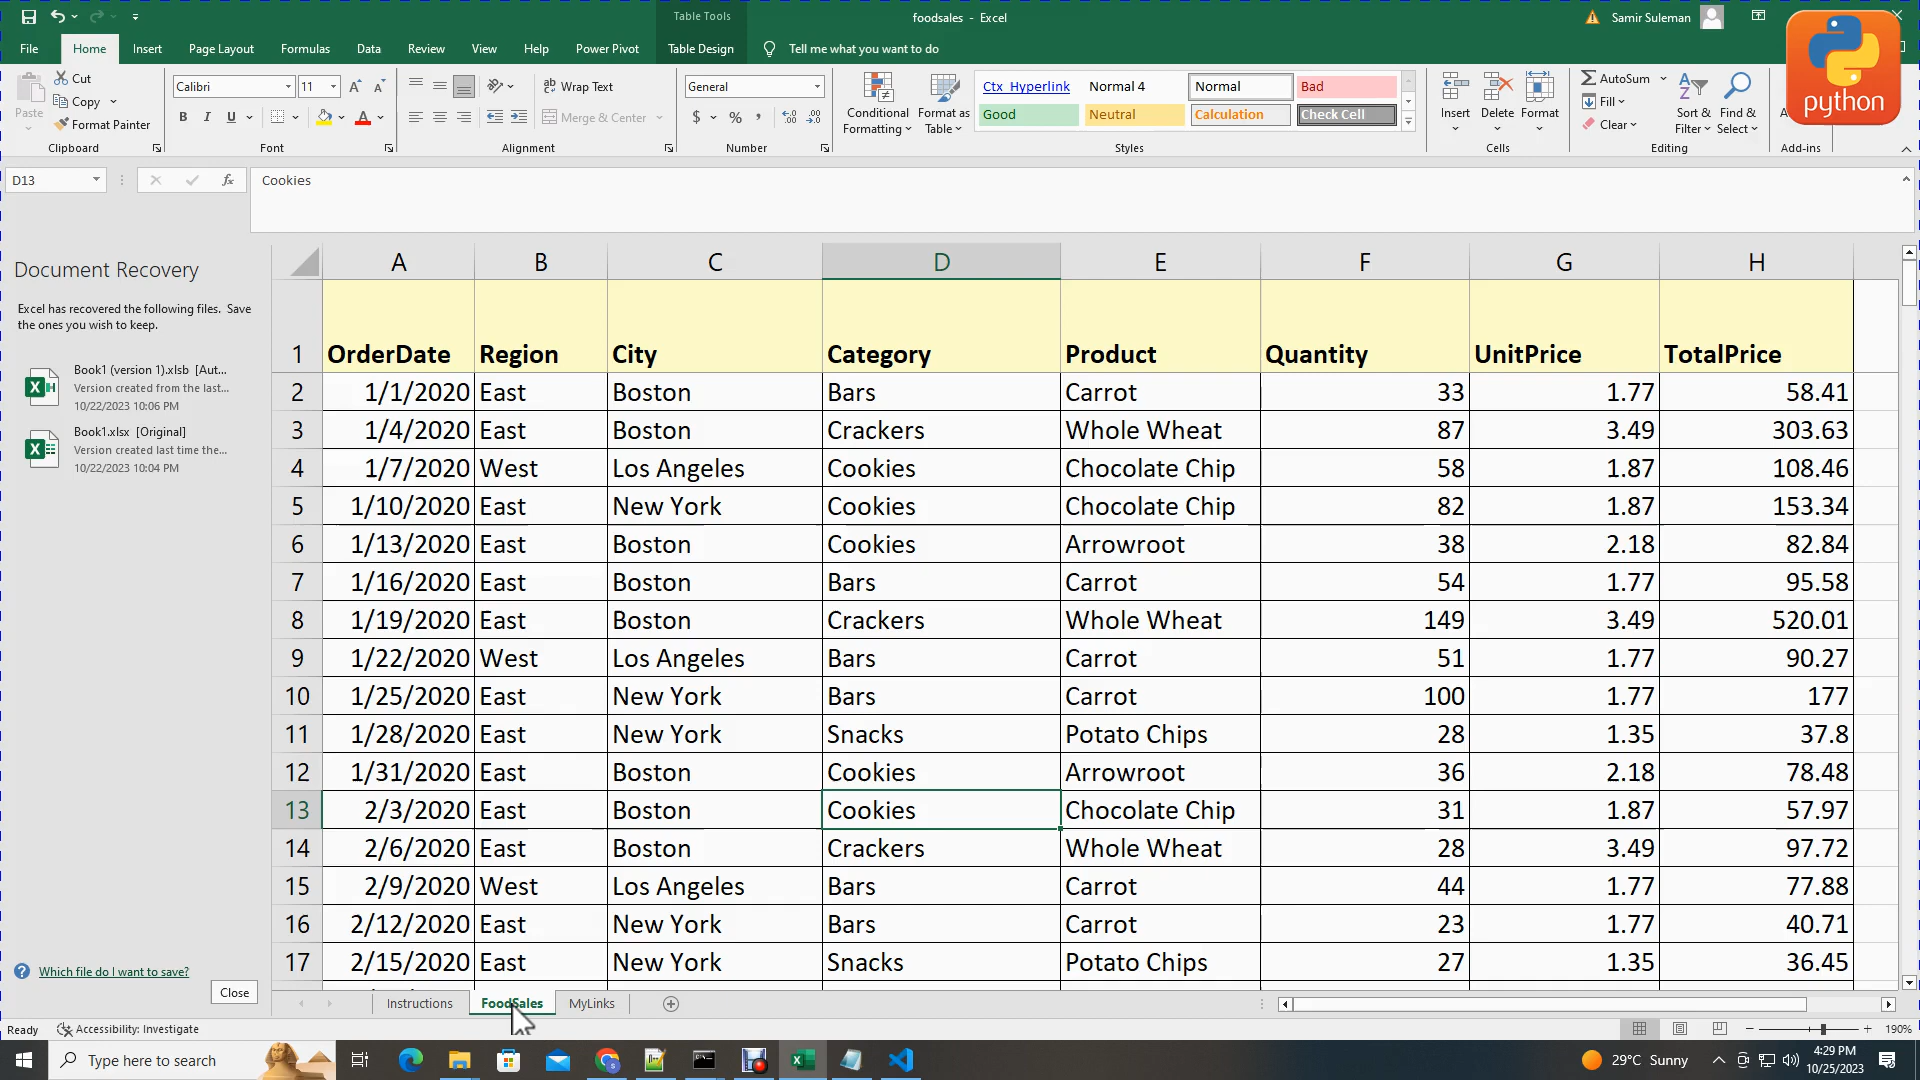 Table Tools
foodsales - Excel
Samir Suleman
File Home Insert Page Layout Formulas Data Review View Help Power Pivot Table Design Tell me what you want to do
python
Paste
Cut
Copy
Format Painter
Clipboard
Calibri 11
B I U
Font
Wrap Text
Merge & Center
Alignment
General
$ %
Number
Conditional
Formatting
Format as
Table
Ctx_Hyperlink Normal 4 Normal Bad
Good Neutral Calculation Check Cell
Styles
Insert Delete Format
Cells
AutoSum
Fill
Clear
Sort &
Filter
Find &
Select
Editing
Add-ins
D13 fx Cookies
Document Recovery
Excel has recovered the following files. Save
the ones you wish to keep.
Book1 (version 1).xlsb [Aut...
Version created from the last...
10/22/2023 10:06 PM
Book1.xlsx [Original]
Version created last time the...
10/22/2023 10:04 PM
Which file do I want to save?
Close
A B C D E F G H
1 OrderDate Region City Category Product Quantity UnitPrice TotalPrice
2 1/1/2020 East Boston Bars Carrot 33 1.77 58.41
3 1/4/2020 East Boston Crackers Whole Wheat 87 3.49 303.63
4 1/7/2020 West Los Angeles Cookies Chocolate Chip 58 1.87 108.46
5 1/10/2020 East New York Cookies Chocolate Chip 82 1.87 153.34
6 1/13/2020 East Boston Cookies Arrowroot 38 2.18 82.84
7 1/16/2020 East Boston Bars Carrot 54 1.77 95.58
8 1/19/2020 East Boston Crackers Whole Wheat 149 3.49 520.01
9 1/22/2020 West Los Angeles Bars Carrot 51 1.77 90.27
10 1/25/2020 East New York Bars Carrot 100 1.77 177
11 1/28/2020 East New York Snacks Potato Chips 28 1.35 37.8
12 1/31/2020 East Boston Cookies Arrowroot 36 2.18 78.48
13 2/3/2020 East Boston Cookies Chocolate Chip 31 1.87 57.97
14 2/6/2020 East Boston Crackers Whole Wheat 28 3.49 97.72
15 2/9/2020 West Los Angeles Bars Carrot 44 1.77 77.88
16 2/12/2020 East New York Bars Carrot 23 1.77 40.71
17 2/15/2020 East New York Snacks Potato Chips 27 1.35 36.45
Instructions FoodSales MyLinks
Ready Accessibility: Investigate 190%
Type here to search
29°C Sunny
4:29 PM
10/25/2023